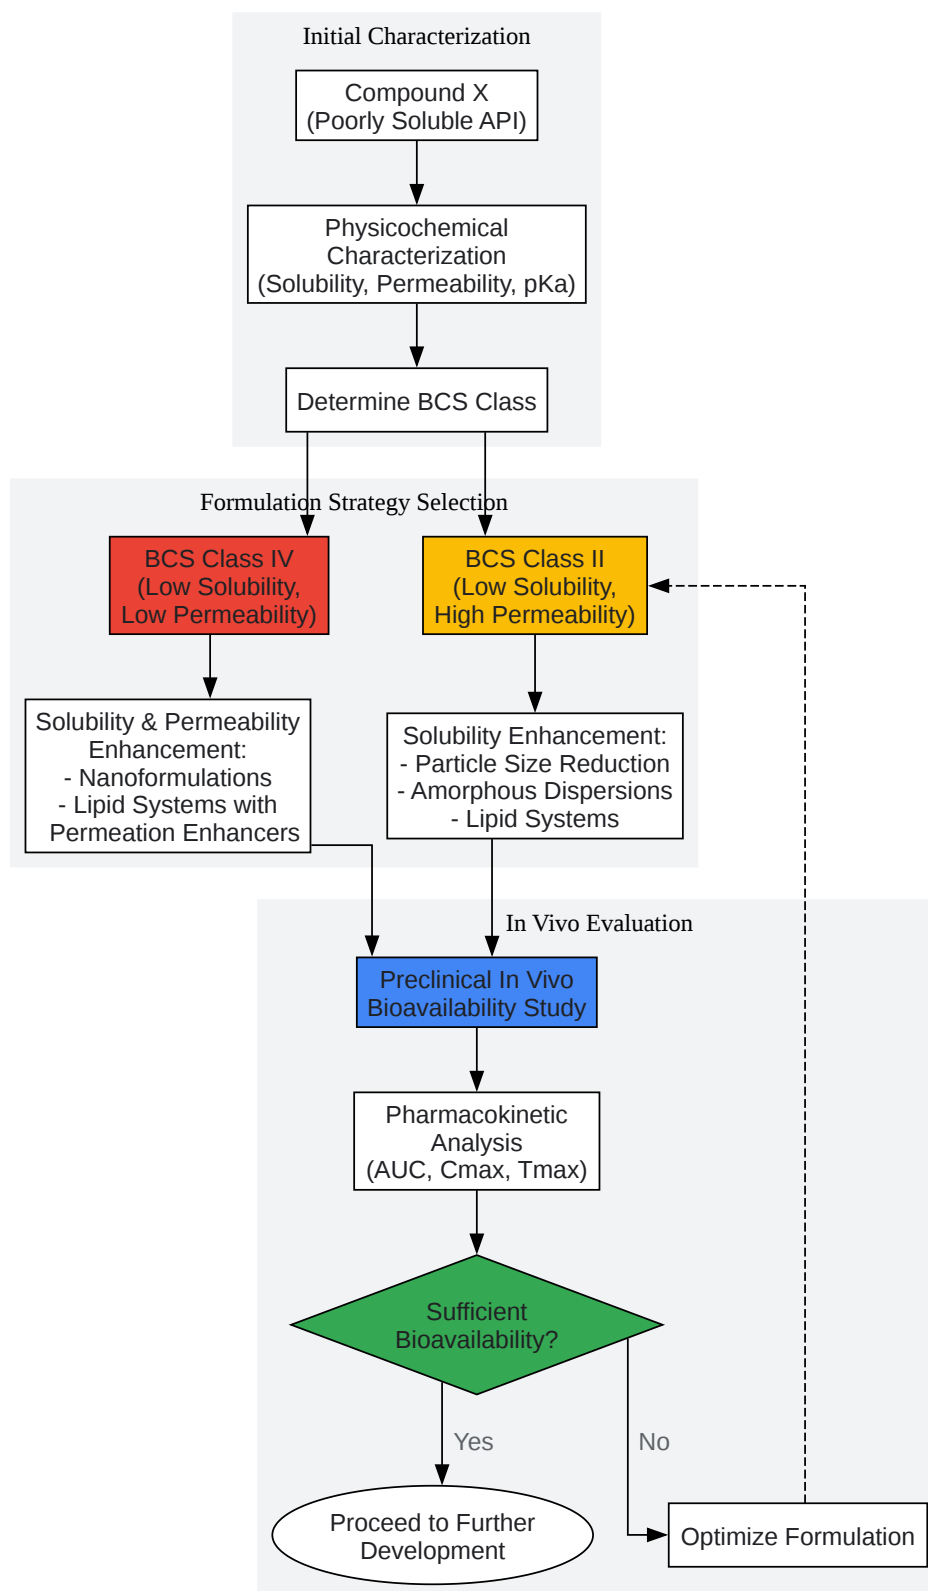 Initial Characterization
Compound X
(Poorly Soluble API)
Physicochemical
Characterization
(Solubility, Permeability, pKa)
Determine BCS Class
Formulation Strategy Selection
BCS Class IV
(Low Solubility,
Low Permeability)
BCS Class II
(Low Solubility,
High Permeability)
Solubility & Permeability
Enhancement:
- Nanoformulations
- Lipid Systems with
Permeation Enhancers
Solubility Enhancement:
- Particle Size Reduction
- Amorphous Dispersions
- Lipid Systems
In Vivo Evaluation
Preclinical In Vivo
Bioavailability Study
Pharmacokinetic
Analysis
(AUC, Cmax, Tmax)
Sufficient
Bioavailability?
Yes
No
Proceed to Further
Development
Optimize Formulation